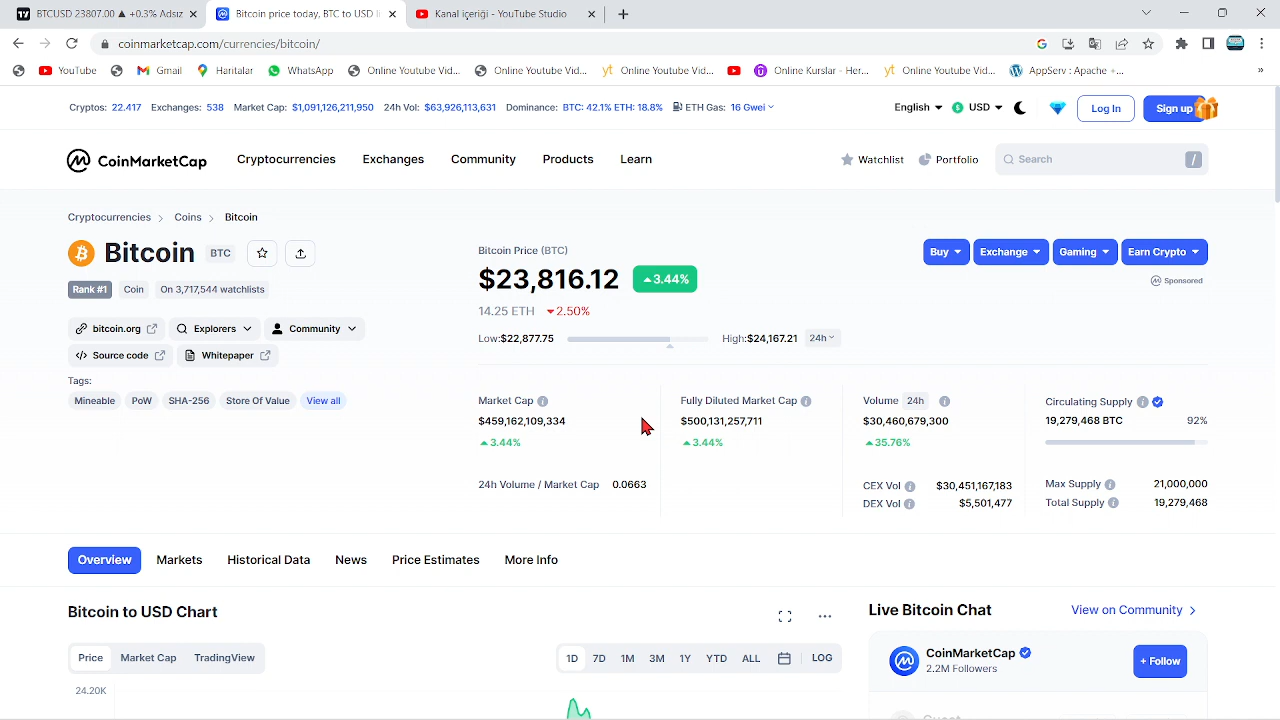 BTCUSD 23807.00 ▲ +0.3% Adsız
Bitcoin price today, BTC to USD li
Kanal içeriği - YouTube Studio
coinmarketcap.com/currencies/bitcoin/
YouTube Gmail Haritalar WhatsApp Online Youtube Vid... Online Youtube Vid... Online Youtube Vid... Online Kurslar - Her... Online Youtube Vid... AppServ : Apache +... »
Cryptos: 22.417 Exchanges: 538 Market Cap: $1,091,126,211,950 24h Vol: $63,926,113,631 Dominance: BTC: 42.1% ETH: 18.8% ETH Gas: 16 Gwei
English USD Log In Sign up
CoinMarketCap Cryptocurrencies Exchanges Community Products Learn
Watchlist Portfolio Search /
Cryptocurrencies > Coins > Bitcoin
Bitcoin BTC
Rank #1 Coin On 3,717,544 watchlists
bitcoin.org Explorers Community
Source code Whitepaper
Tags:
Mineable PoW SHA-256 Store Of Value View all
Bitcoin Price (BTC)
$23,816.12 ▲3.44%
14.25 ETH ▼2.50%
Low:$22,877.75 High:$24,167.21 24h
Buy Exchange Gaming Earn Crypto
Sponsored
Market Cap
$459,162,109,334
▲3.44%
24h Volume / Market Cap 0.0663
Fully Diluted Market Cap
$500,131,257,711
▲3.44%
Volume 24h
$30,460,679,300
▲35.76%
CEX Vol $30,451,167,183
DEX Vol $5,501,477
Circulating Supply
19,279,468 BTC 92%
Max Supply 21,000,000
Total Supply 19,279,468
Overview Markets Historical Data News Price Estimates More Info
Bitcoin to USD Chart
Price Market Cap TradingView
1D 7D 1M 3M 1Y YTD ALL LOG
24.20K
Live Bitcoin Chat View on Community >
CoinMarketCap
2.2M Followers
+ Follow